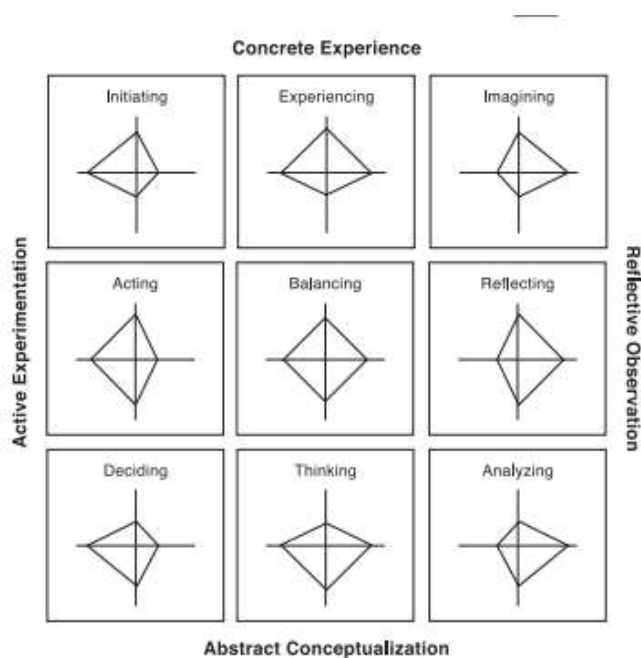 Concrete Experience
Initiating
Experiencing
Imagining
Active Experimentation
Acting
Balancing
Reflecting
Reflective Observation
Deciding
Thinking
Analyzing
Abstract Conceptualization